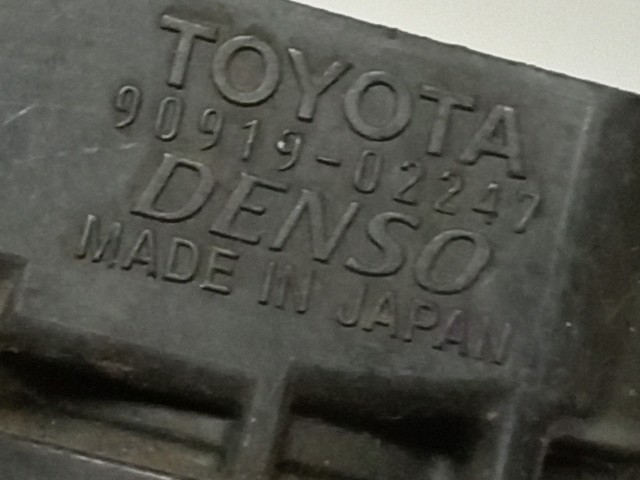 TOYOTA
90919-02247
DENSO
MADE IN JAPAN